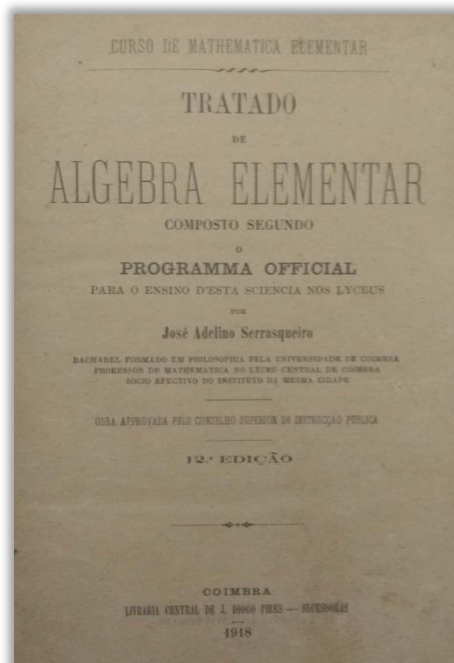 CURSO DE MATHEMATICA ELEMENTAR
TRATADO
DE
ALGEBRA ELEMENTAR
COMPOSTO SEGUNDO
O
PROGRAMMA OFFICIAL
PARA O ENSINO D'ESTA SCIENCIA NOS LYCEUS
POR
José Adelino Serrasqueiro
BACHAREL FORMADO EM PHILOSOPHIA PELA UNIVERSIDADE DE COIMBRA
PROFESSOR DE MATHEMATICA NO LYCEU CENTRAL DE COIMBRA
SOCIO EFECTIVO DO INSTITUTO DA MESMA CIDADE
OBRA APPROVADA PELO CONSELHO SUPERIOR DE INSTRUCÇÃO PUBLICA
12.ª EDIÇÃO
COIMBRA
LIVRARIA CENTRAL DE J. DIOGO PIRES — SUCESSORAS
1918